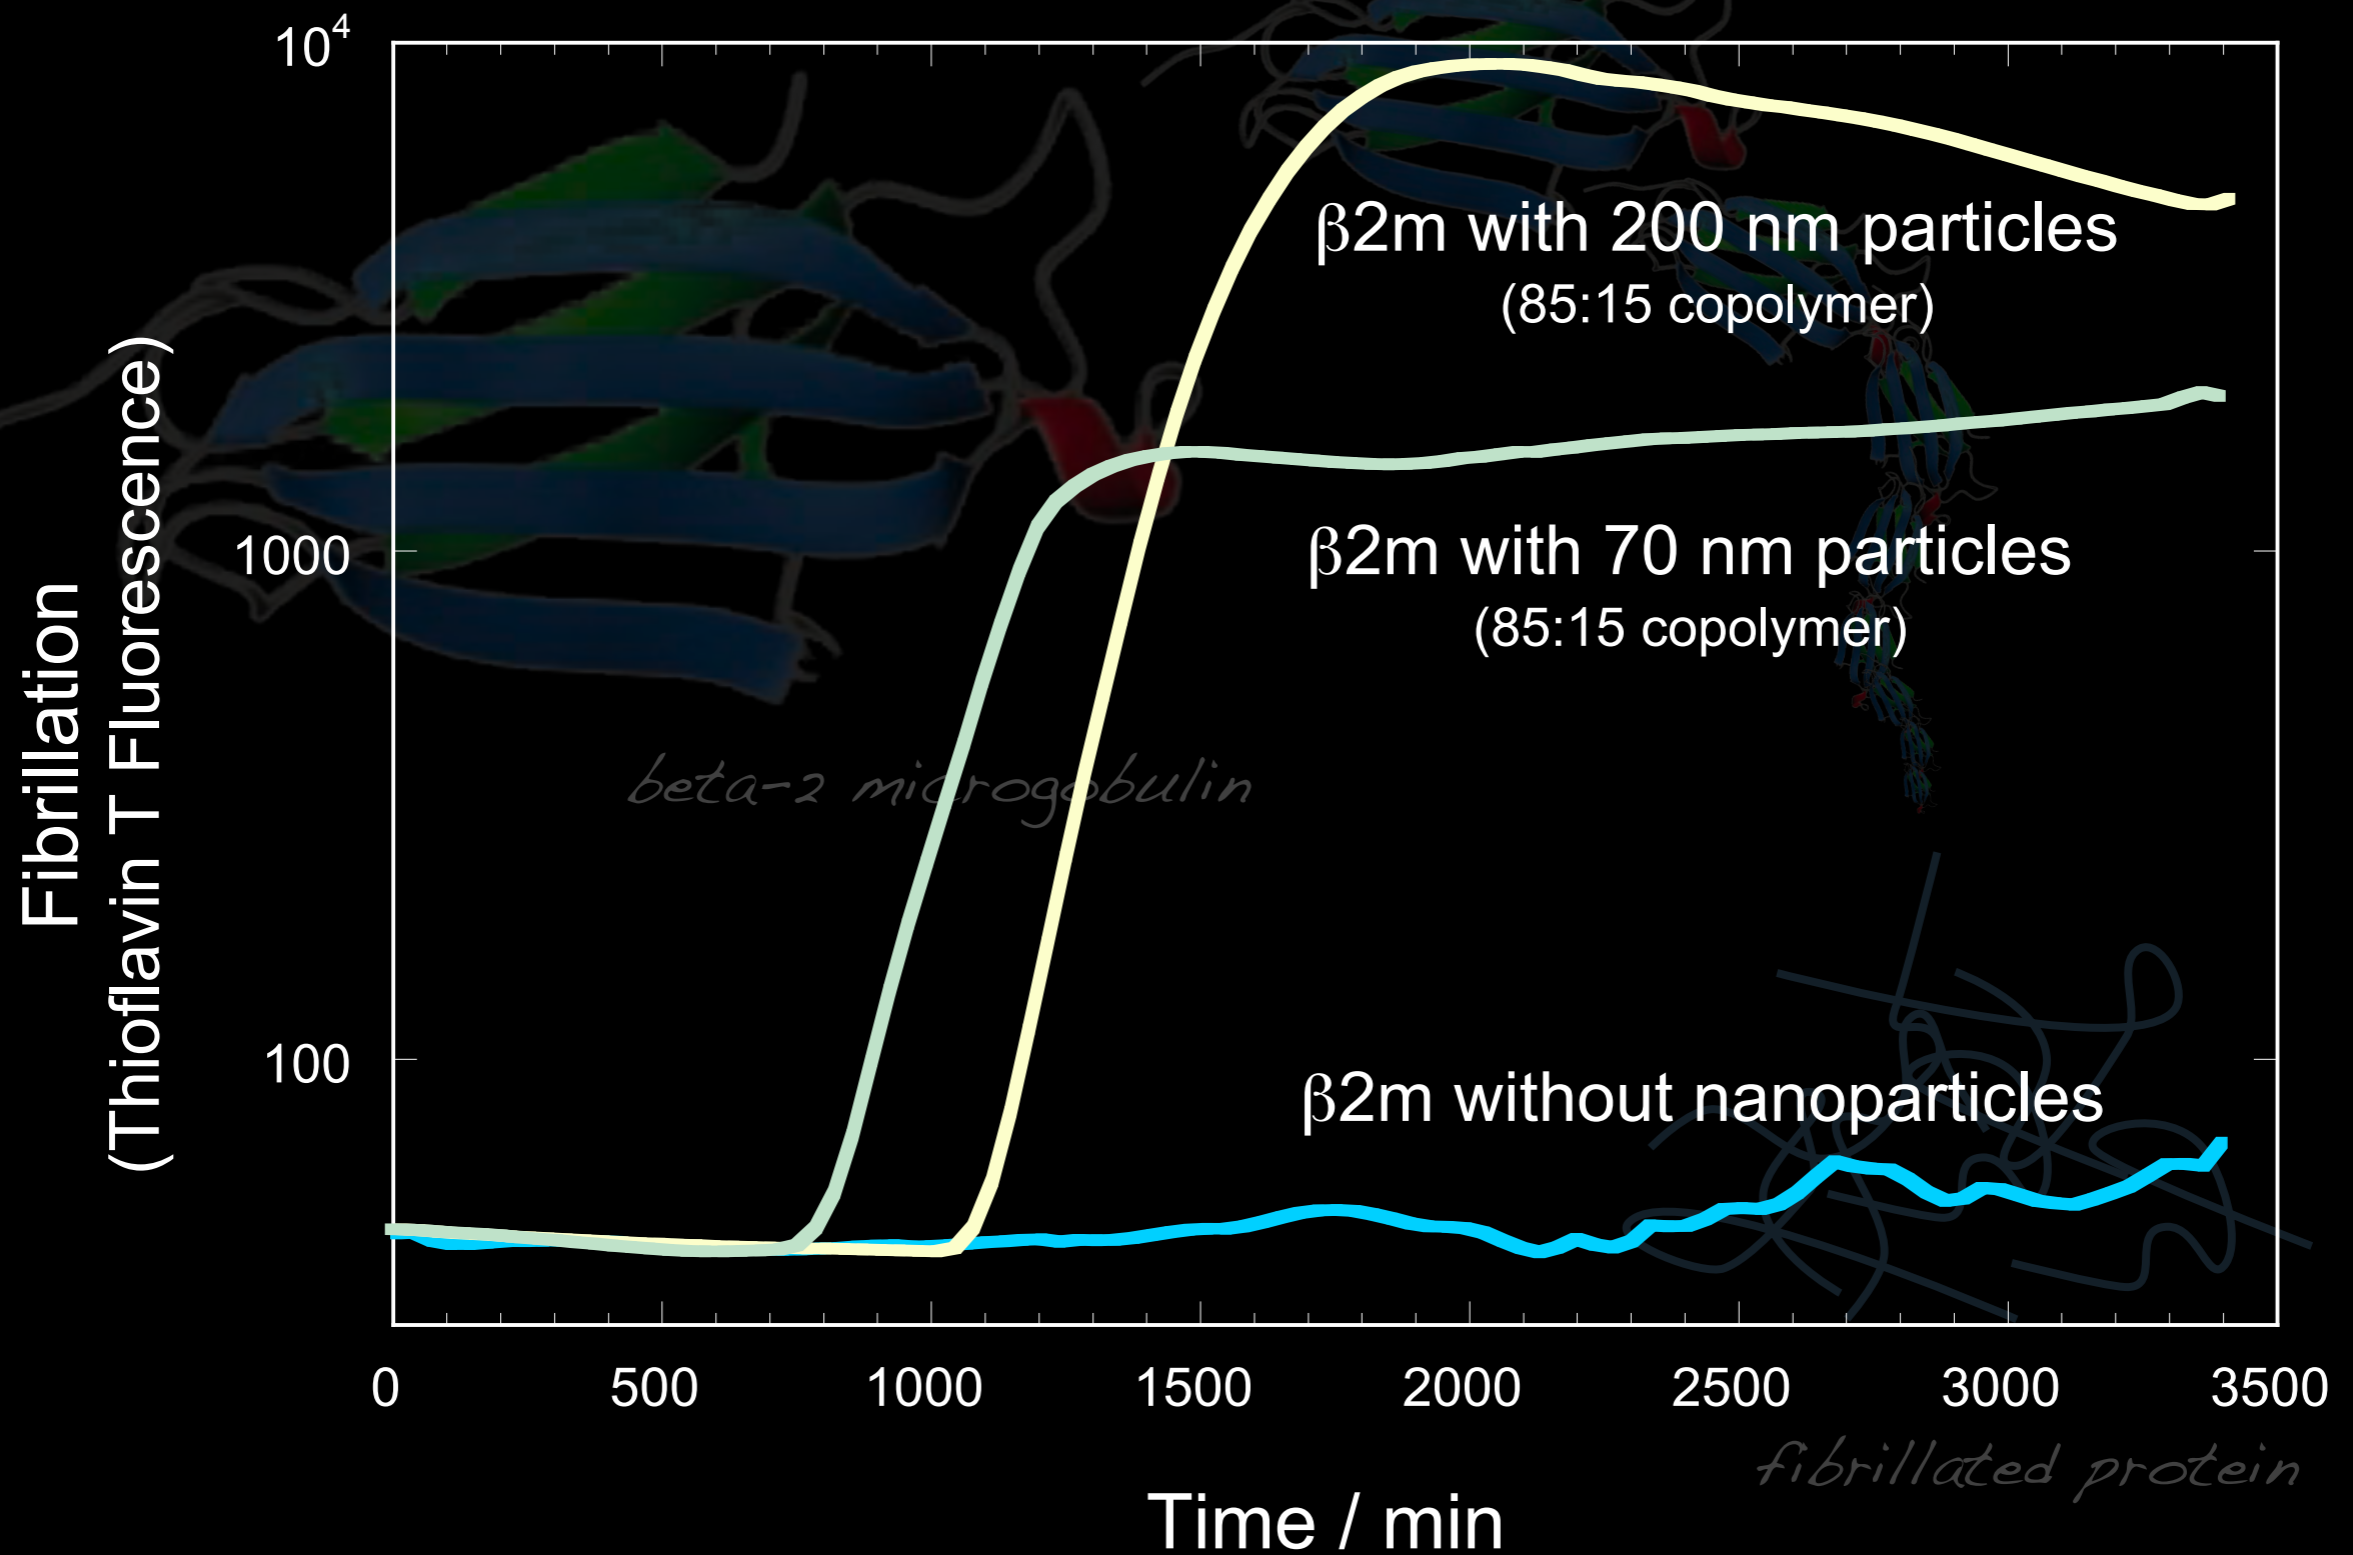 10⁴
1000
100
Fibrillation
(Thioflavin T Fluorescence)
β2m with 200 nm particles
(85:15 copolymer)
β2m with 70 nm particles
(85:15 copolymer)
beta-2 microgobulin
β2m without nanoparticles
0 500 1000 1500 2000 2500 3000 3500
fibrillated protein
Time / min